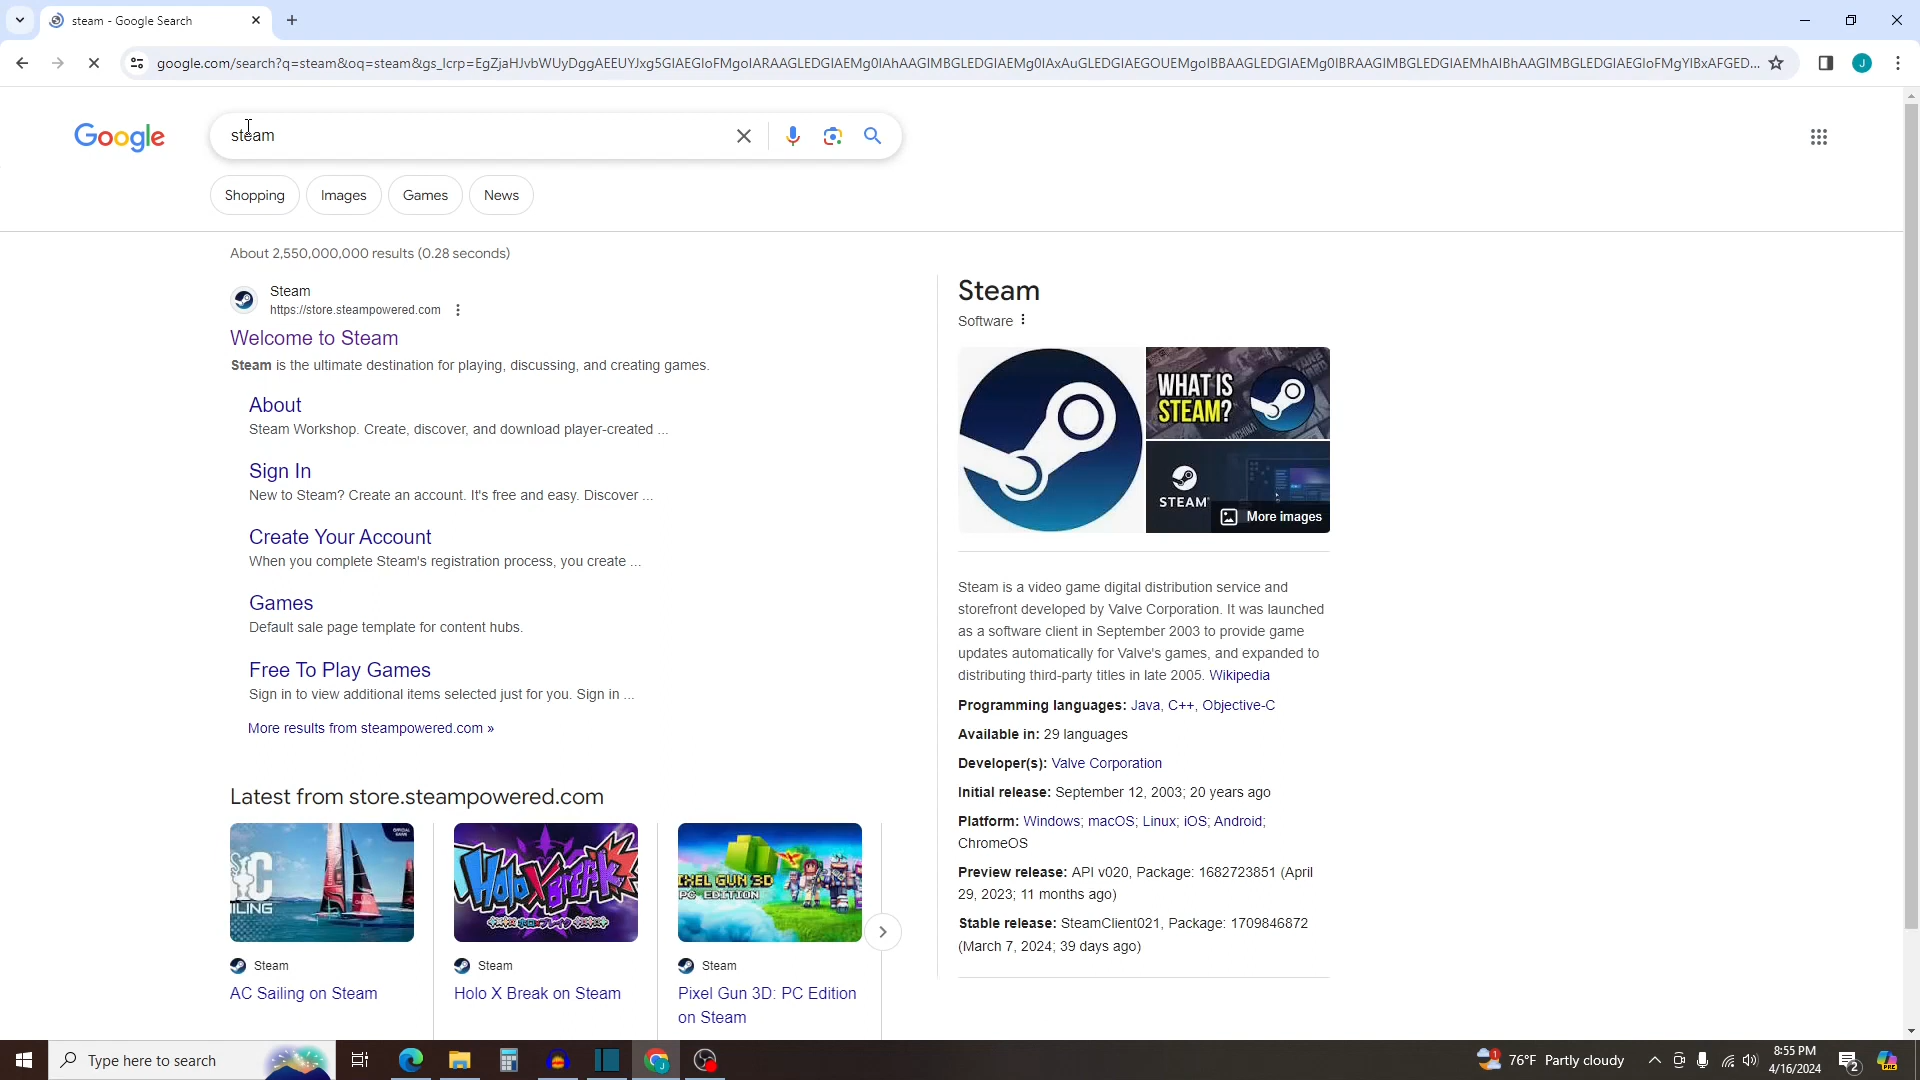 steam - Google Search
google.com/search?q=steam&oq=steam&gs_lcrp=EgZjaHJvbWUyDggAEEUYJxg5GIAEGIoFMgoIARAAGLEDGIAEMg0IAhAAGIMBGLEDGIAEMg0IAxAuGLEDGIAEGOUEMgoIBBAAGLEDGIAEMg0IBRAAGIMBGLEDGIAEMhAIBhAAGIMBGLEDGIAEGIoFMgYIBxAFGED...
J
Google
steam
Shopping
Images
Games
News
About 2,550,000,000 results (0.28 seconds)
Steam
https://store.steampowered.com
Welcome to Steam
Steam is the ultimate destination for playing, discussing, and creating games.
About
Steam Workshop. Create, discover, and download player-created ...
Sign In
New to Steam? Create an account. It's free and easy. Discover ...
Create Your Account
When you complete Steam's registration process, you create ...
Games
Default sale page template for content hubs.
Free To Play Games
Sign in to view additional items selected just for you. Sign in ...
More results from steampowered.com »
Latest from store.steampowered.com
AC
SAILING
HOLO X BREAK
PIXEL GUN 3D
PC EDITION
Steam
AC Sailing on Steam
Steam
Holo X Break on Steam
Steam
Pixel Gun 3D: PC Edition
on Steam
Steam
Software
WHAT IS
STEAM?
STEAM
More images
Steam is a video game digital distribution service and
storefront developed by Valve Corporation. It was launched
as a software client in September 2003 to provide game
updates automatically for Valve's games, and expanded to
distributing third-party titles in late 2005. Wikipedia
Programming languages: Java, C++, Objective-C
Available in: 29 languages
Developer(s): Valve Corporation
Initial release: September 12, 2003; 20 years ago
Platform: Windows; macOS; Linux; iOS; Android;
ChromeOS
Preview release: API v020, Package: 1682723851 (April
29, 2023; 11 months ago)
Stable release: SteamClient021, Package: 1709846872
(March 7, 2024; 39 days ago)
Type here to search
1
76°F Partly cloudy
8:55 PM
4/16/2024
2
PRE